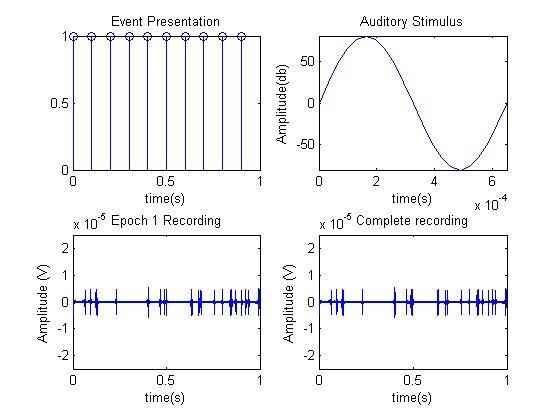 Event Presentation
1
0.5
0
0 0.5 1
time(s)
Auditory Stimulus
Amplitude(db)
50
0
-50
0 2 4 6
time(s)
x 10-4
x 10-5 Epoch 1 Recording
Amplitude (V)
2
1
0
-1
-2
0 0.5 1
time(s)
x 10-5 Complete recording
Amplitude (V)
2
1
0
-1
-2
0 0.5 1
time(s)